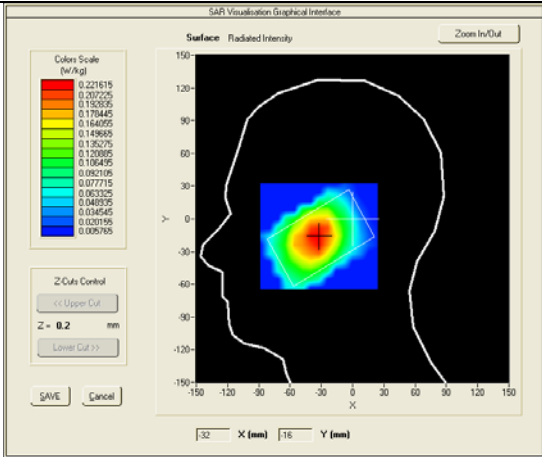 SAR Visualisation Graphical Interface
Surface Radiated Intensity
Zoom In/Out
Colors Scale
(W/kg)
0.221615
0.207225
0.192835
0.178445
0.164055
0.149665
0.135275
0.120885
0.106495
0.092105
0.077715
0.063325
0.048935
0.034545
0.020155
0.005765
Z-Cuts Control
<< Upper Cut
Z = 0.2 mm
Lower Cut >>
SAVE Cancel
150-
120-
90-
60-
30-
0-
-30-
-60-
-90-
-120-
-150-
Y
-150 -120 -90 -60 -30 0 30 60 90 120 150
X
-32 X (mm) -16 Y (mm)